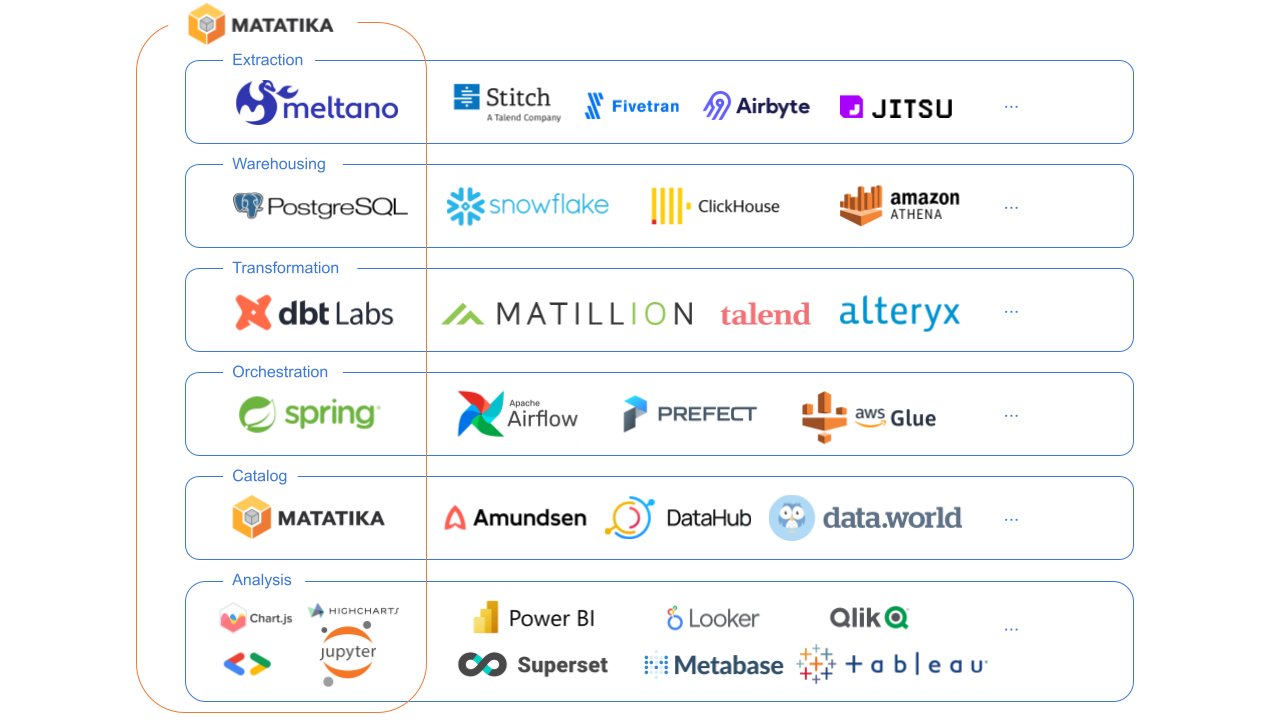 MATATIKA
Extraction
meltano
Stitch
A Talend Company
Fivetran
Airbyte
JITSU
...
Warehousing
PostgreSQL
snowflake
ClickHouse
amazon
ATHENA
...
Transformation
dbt Labs
MATILLION
talend
alteryx
...
Orchestration
spring
Apache
Airflow
PREFECT
aws
Glue
...
Catalog
MATATIKA
Amundsen
DataHub
data.world
...
Analysis
Chart.js
HIGHCHARTS
jupyter
Power BI
Looker
Qlik
...
Superset
Metabase
+ableau